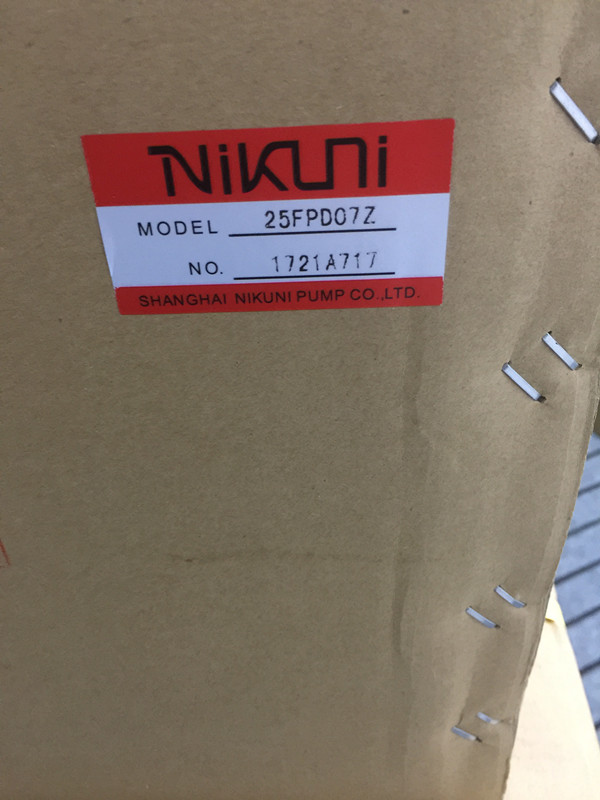 NiKUNi
MODEL 25FPD07Z
NO. 1721A717
SHANGHAI NIKUNI PUMP CO.,LTD.